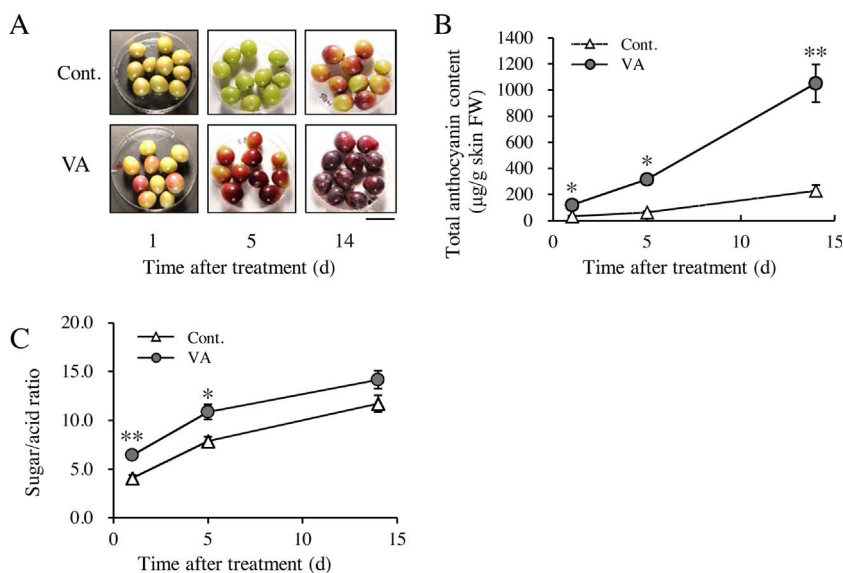 A
Cont.
VA
1 5 14
Time after treatment (d)
B
Total anthocyanin content
(µg/g skin FW)
1400
1200
1000
800
600
400
200
0
Cont.
VA
*
*
**
0 5 10 15
Time after treatment (d)
C
Sugar/acid ratio
20.0
15.0
10.0
5.0
0.0
Cont.
VA
**
*
0 5 10 15
Time after treatment (d)